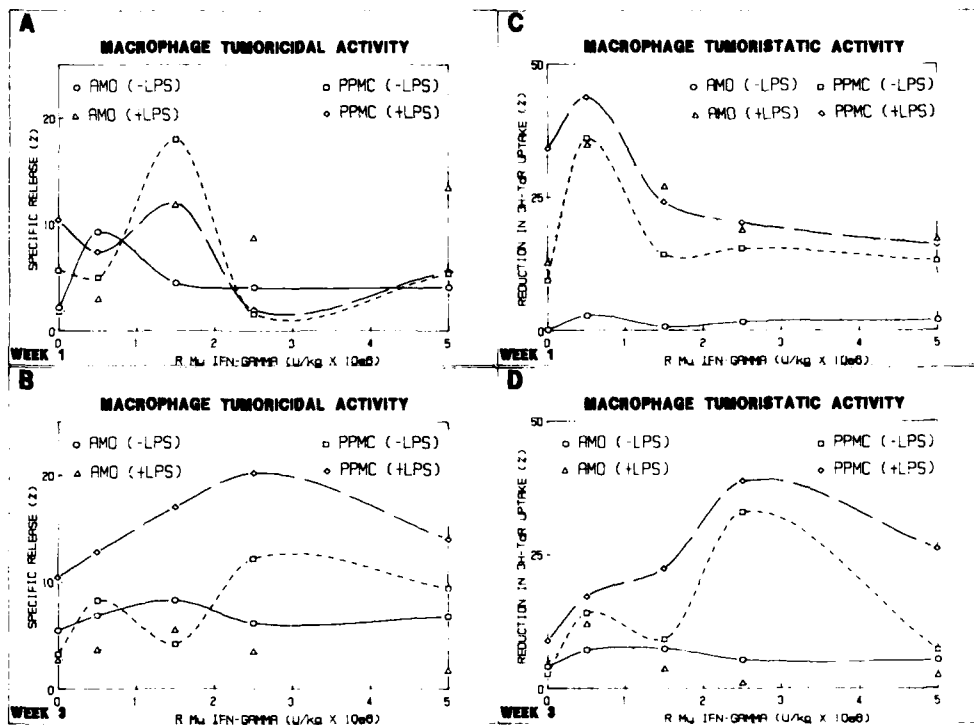 A
MACROPHAGE TUMORICIDAL ACTIVITY
○ AMO (-LPS)
□ PPMC (-LPS)
△ AMO (+LPS)
◇ PPMC (+LPS)
SPECIFIC RELEASE (%)
20
10
0
0 1 2 3 4 5
WEEK 1
R Mu IFN-GAMMA (U/kg X 10e6)
C
MACROPHAGE TUMORISTATIC ACTIVITY
50
○ AMO (-LPS) □ PPMC (-LPS)
△ AMO (+LPS) ◇ PPMC (+LPS)
REDUCTION IN 3H-TdR UPTAKE (%)
25
0
0 1 2 3 4 5
WEEK 1
R Mu IFN-GAMMA (U/kg X 10e6)
B
MACROPHAGE TUMORICIDAL ACTIVITY
○ AMO (-LPS)
□ PPMC (-LPS)
△ AMO (+LPS)
◇ PPMC (+LPS)
SPECIFIC RELEASE (%)
20
10
0
0 1 2 3 4 5
WEEK 3
R Mu IFN-GAMMA (U/kg X 10e6)
D
MACROPHAGE TUMORISTATIC ACTIVITY
50
○ AMO (-LPS)
□ PPMC (-LPS)
△ AMO (+LPS)
◇ PPMC (+LPS)
REDUCTION IN 3H-TdR UPTAKE (%)
25
0
0 1 2 3 4 5
WEEK 3
R Mu IFN-GAMMA (U/kg X 10e6)